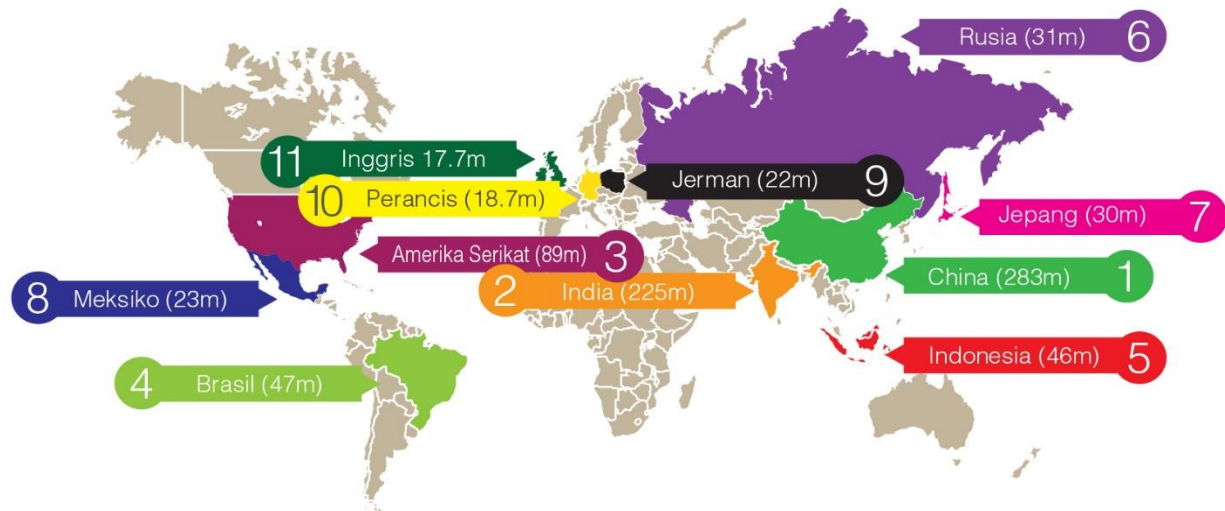 Rusia (31m) 6
11 Inggris 17.7m
Jerman (22m) 9
10 Perancis (18.7m)
Jepang (30m) 7
Amerika Serikat (89m) 3
China (283m) 1
2 India (225m)
8 Meksiko (23m)
Indonesia (46m) 5
4 Brasil (47m)